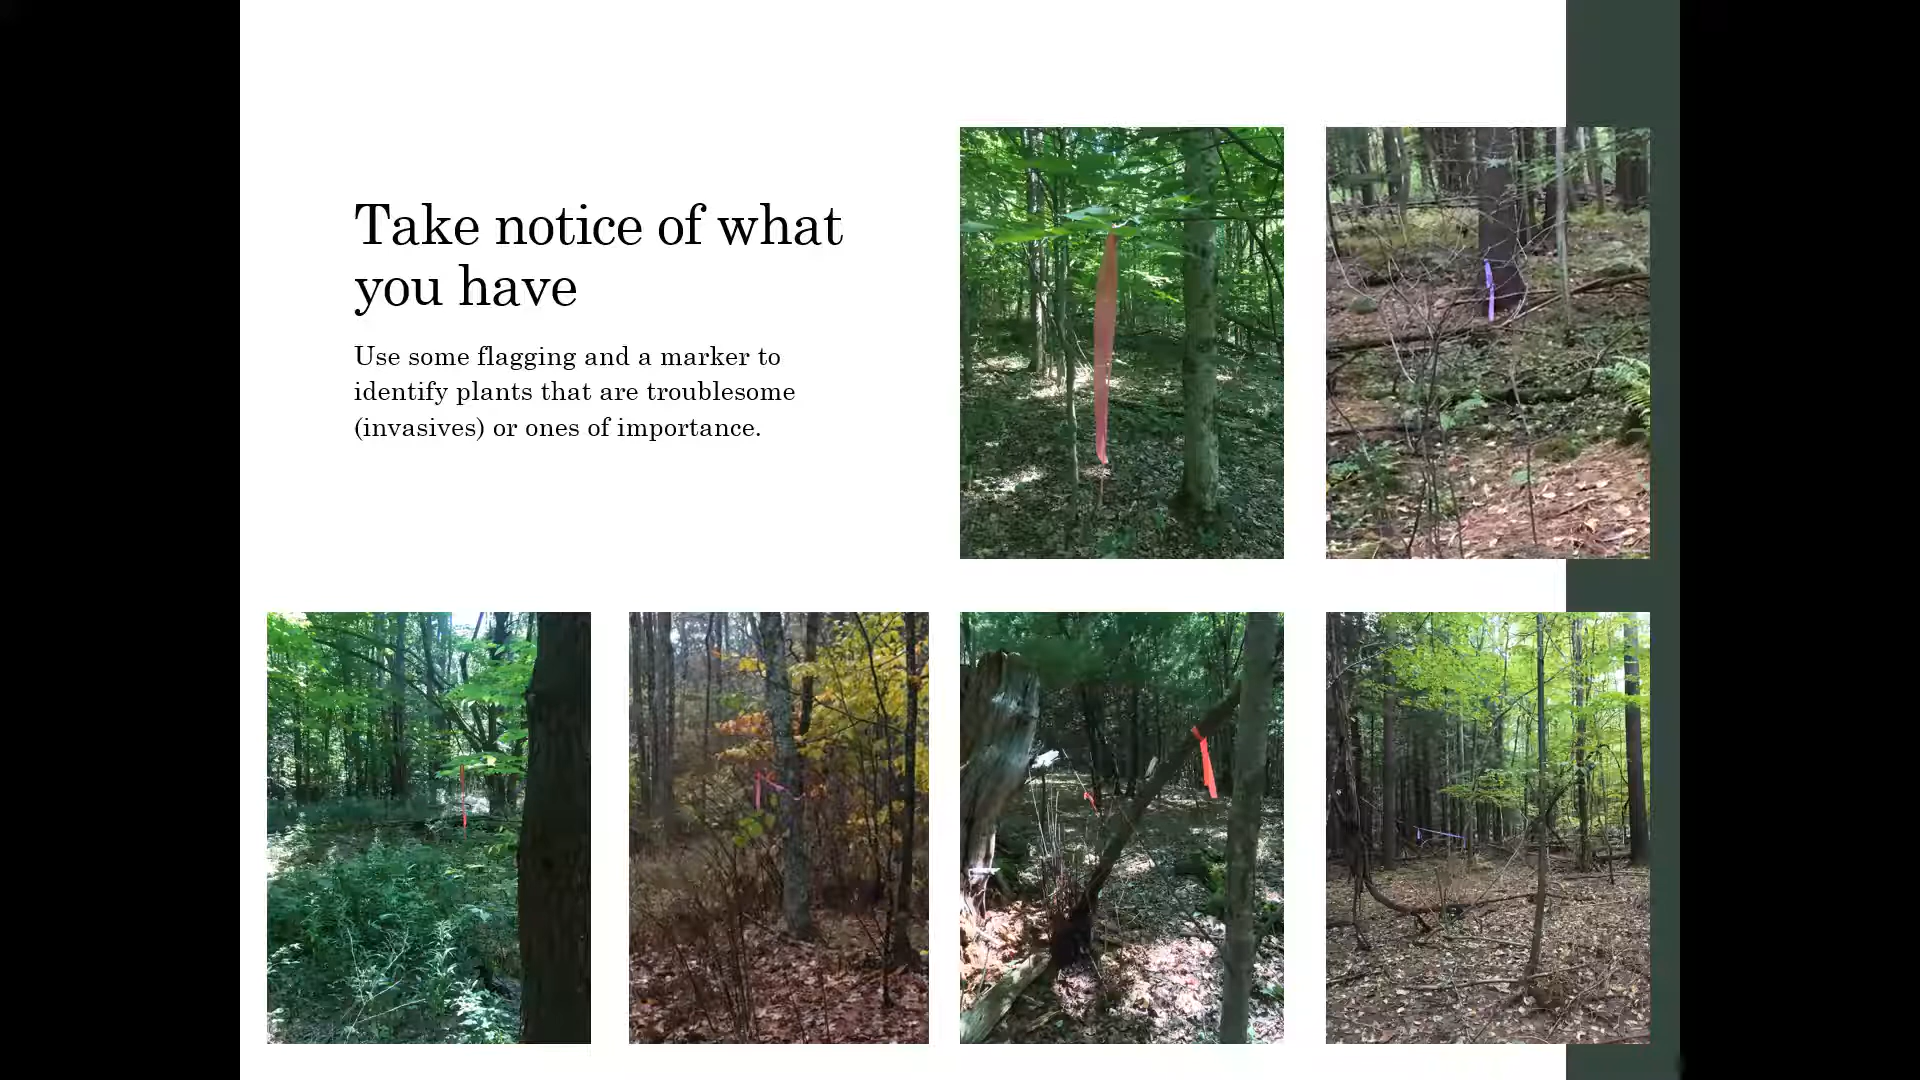 Take notice of what
you have
Use some flagging and a marker to
identify plants that are troublesome
(invasives) or ones of importance.